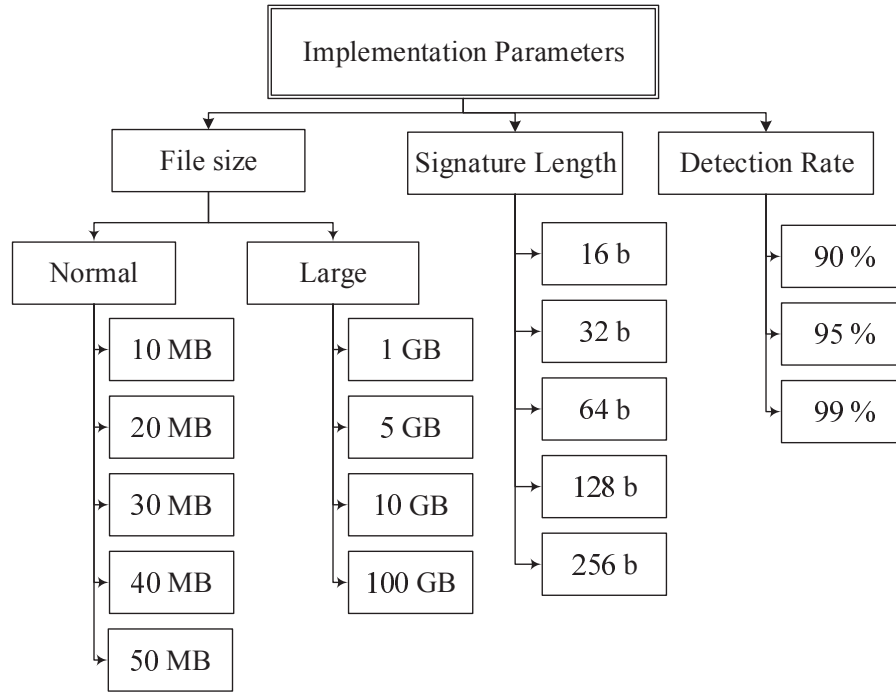 Implementation Parameters
File size
Signature Length
Detection Rate
Normal
Large
10 MB
20 MB
30 MB
40 MB
50 MB
1 GB
5 GB
10 GB
100 GB
16 b
32 b
64 b
128 b
256 b
90 %
95 %
99 %